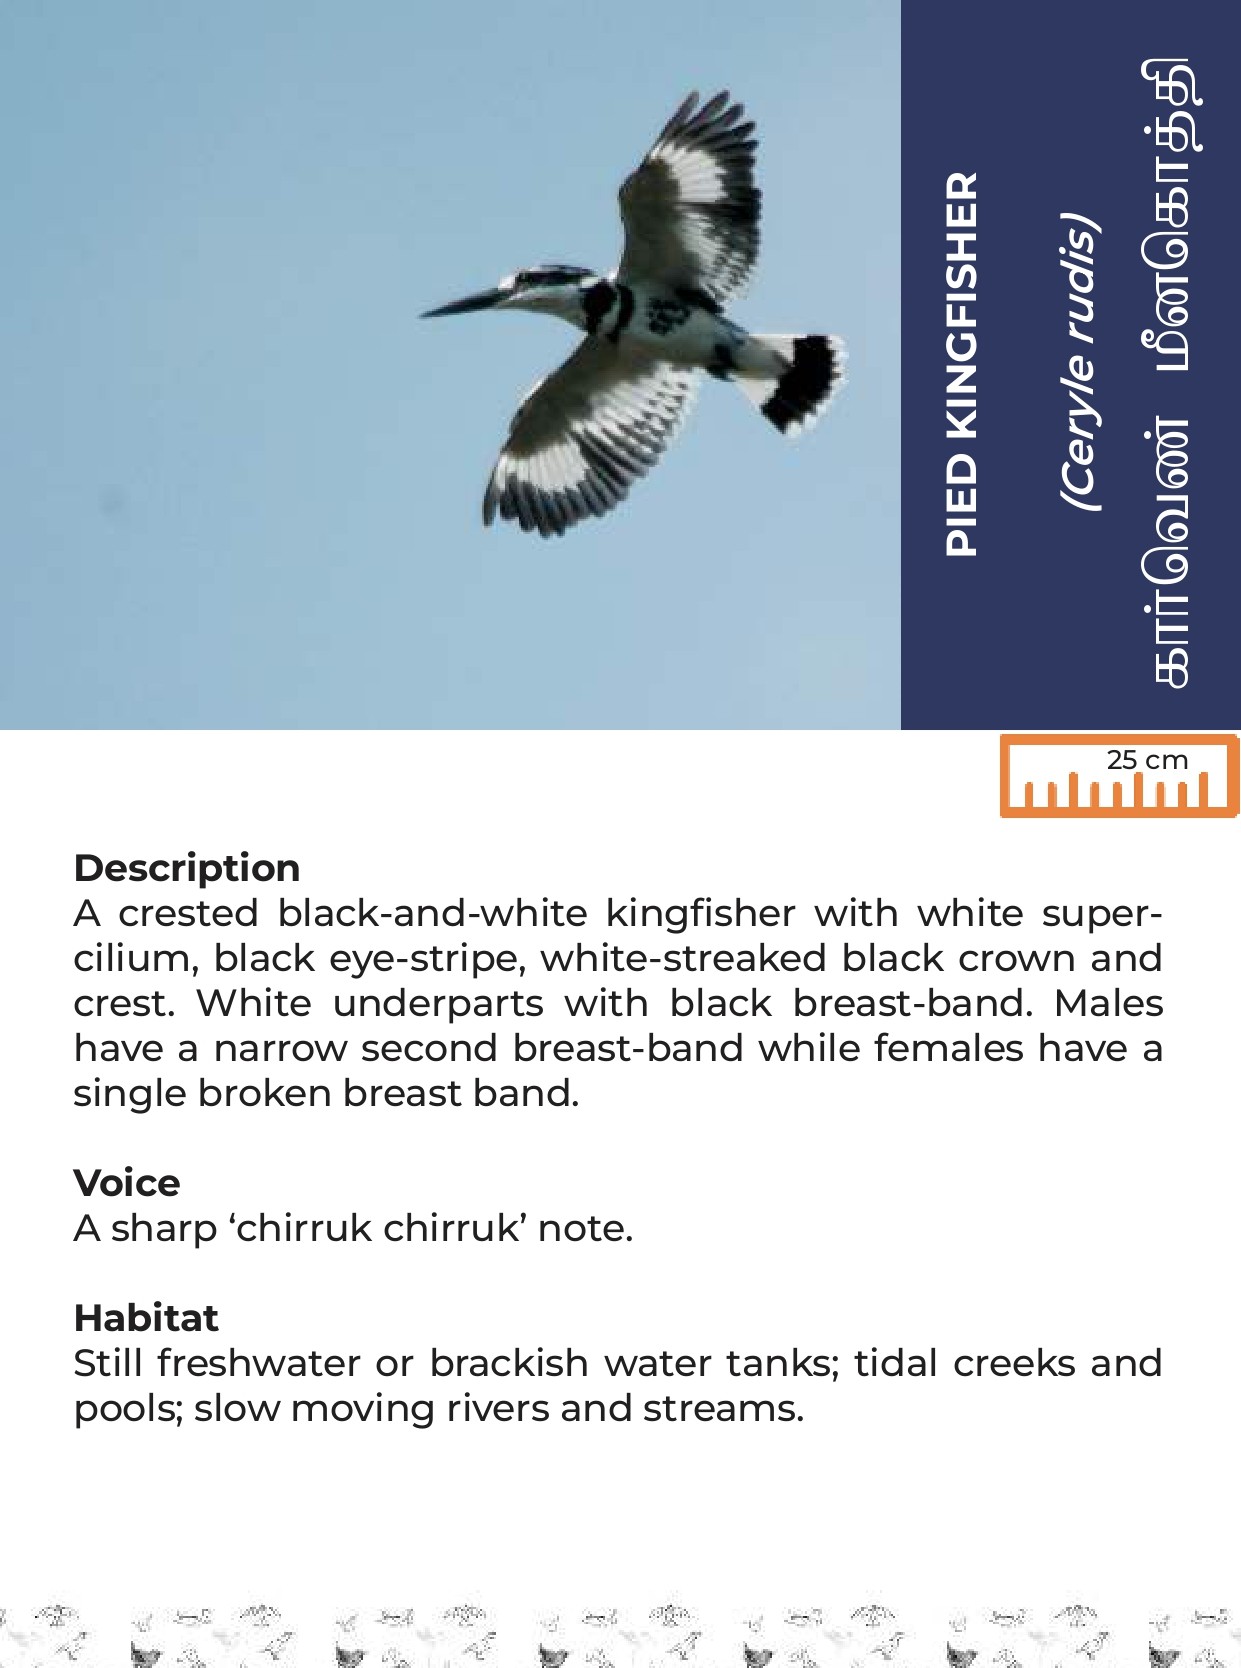 PIED KINGFISHER
(Ceryle rudis)
கார்வெண் மீன்கொத்தி
25 cm
Description
A crested black-and-white kingfisher with white super-
cilium, black eye-stripe, white-streaked black crown and
crest. White underparts with black breast-band. Males
have a narrow second breast-band while females have a
single broken breast band.
Voice
A sharp ‘chirruk chirruk’ note.
Habitat
Still freshwater or brackish water tanks; tidal creeks and
pools; slow moving rivers and streams.